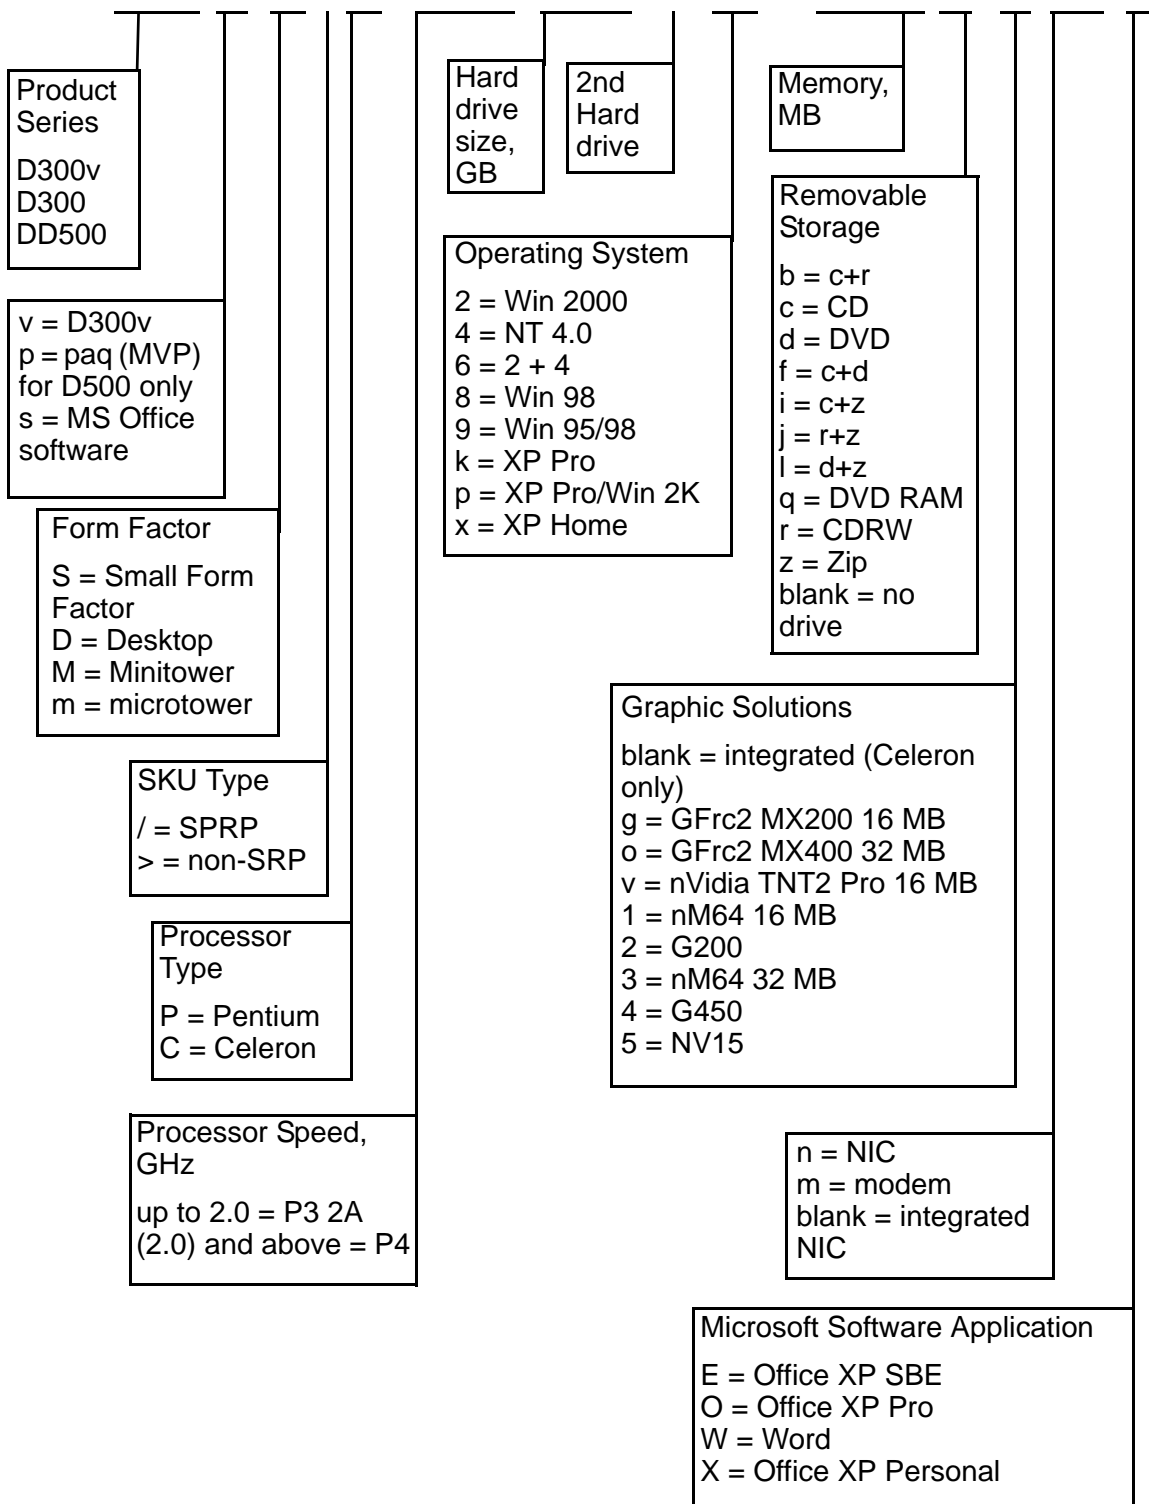 Product
Series
D300v
D300
DD500
v = D300v
p = paq (MVP)
for D500 only
s = MS Office
software
Form Factor
S = Small Form
Factor
D = Desktop
M = Minitower
m = microtower
SKU Type
/ = SPRP
> = non-SRP
Processor
Type
P = Pentium
C = Celeron
Processor Speed,
GHz
up to 2.0 = P3 2A
(2.0) and above = P4
Hard
drive
size,
GB
2nd
Hard
drive
Operating System
2 = Win 2000
4 = NT 4.0
6 = 2 + 4
8 = Win 98
9 = Win 95/98
k = XP Pro
p = XP Pro/Win 2K
x = XP Home
Memory,
MB
Removable
Storage
b = c+r
c = CD
d = DVD
f = c+d
i = c+z
j = r+z
l = d+z
q = DVD RAM
r = CDRW
z = Zip
blank = no
drive
Graphic Solutions
blank = integrated (Celeron
only)
g = GFrc2 MX200 16 MB
o = GFrc2 MX400 32 MB
v = nVidia TNT2 Pro 16 MB
1 = nM64 16 MB
2 = G200
3 = nM64 32 MB
4 = G450
5 = NV15
n = NIC
m = modem
blank = integrated
NIC
Microsoft Software Application
E = Office XP SBE
O = Office XP Pro
W = Word
X = Office XP Personal